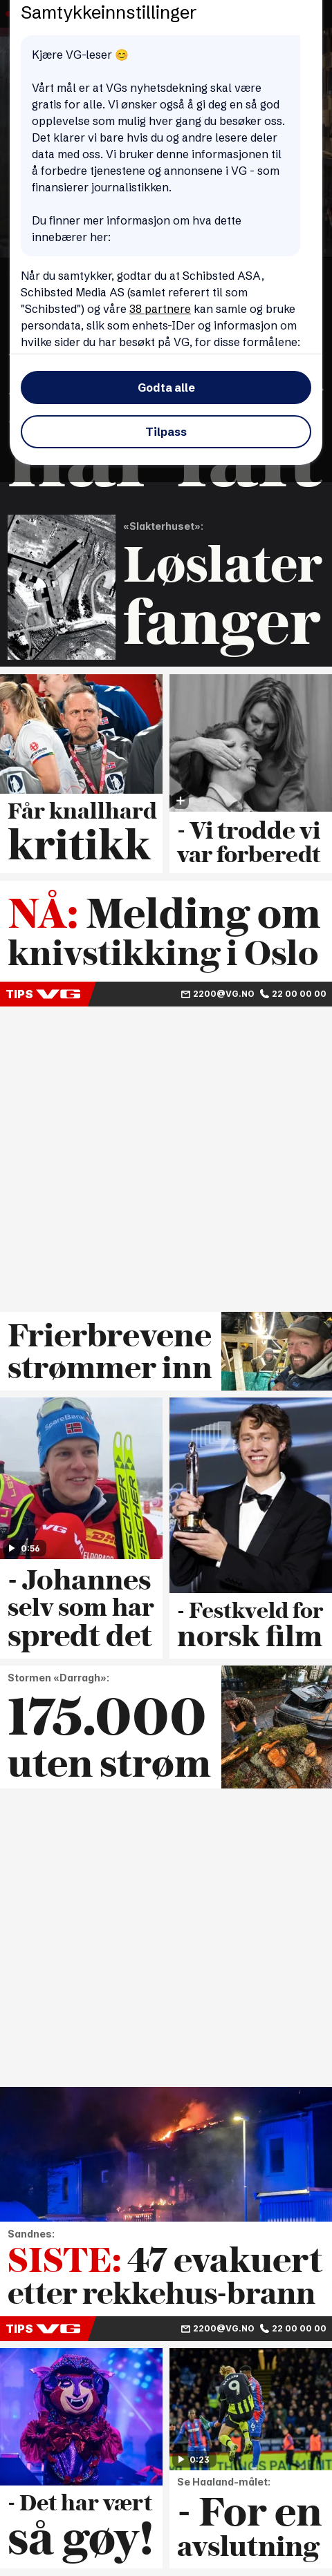 Samtykkeinnstillinger
Kjære VG-leser 😊
Vårt mål er at VGs nyhetsdekning skal være
gratis for alle. Vi ønsker også å gi deg en så god
opplevelse som mulig hver gang du besøker oss.
Det klarer vi bare hvis du og andre lesere deler
data med oss. Vi bruker denne informasjonen til
å forbedre tjenestene og annonsene i VG - som
finansierer journalistikken.
Du finner mer informasjon om hva dette
innebærer her:
Når du samtykker, godtar du at Schibsted ASA,
Schibsted Media AS (samlet referert til som
"Schibsted") og våre 38 partnere kan samle og bruke
persondata, slik som enhets-IDer og informasjon om
hvilke sider du har besøkt på VG, for disse formålene:
Godta alle
Tilpass
«Slakterhuset»:
Løslater
fanger
Får knallhard
kritikk
- Vi trodde vi
var forberedt
NÅ: Melding om
knivstikking i Oslo
TIPS VG 2200@VG.NO 22 00 00 00
Frierbrevene
strømmer inn
0:56
- Johannes
selv som har
spredt det
- Festkveld for
norsk film
Stormen «Darragh»:
175.000
uten strøm
Sandnes:
SISTE: 47 evakuert
etter rekkehus-brann
TIPS VG 2200@VG.NO 22 00 00 00
- Det har vært
så gøy!
9
0:23
Se Haaland-målet:
- For en
avslutning